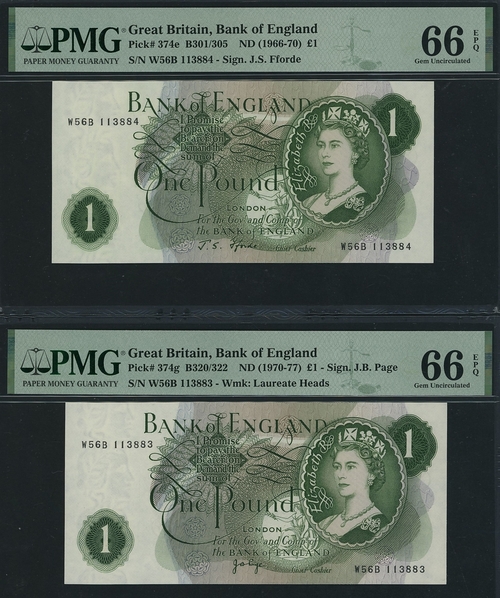 PMG
PAPER MONEY GUARANTY
Great Britain, Bank of England
Pick# 374e B301/305 ND (1966-70) £1
S/N W56B 113884 - Sign. J.S. Fforde
66 EPQ
Gem Uncirculated
BANK of ENGLAND
W56B 113884
I Promise
to pay the
Bearer on
Demand the
sum of
One Pound
LONDON
For the Govr and Compa of
the BANK of ENGLAND
J. S. Fforde
Chief Cashier
Elizabeth R
1
1
W56B 113884
PMG
PAPER MONEY GUARANTY
Great Britain, Bank of England
Pick# 374g B320/322 ND (1970-77) £1 - Sign. J.B. Page
S/N W56B 113883 - Wmk: Laureate Heads
66 EPQ
Gem Uncirculated
BANK of ENGLAND
W56B 113883
I Promise
to pay the
Bearer on
Demand the
sum of
One Pound
LONDON
For the Govr and Compa of
the BANK of ENGLAND
Chief Cashier
Elizabeth R
1
1
W56B 113883